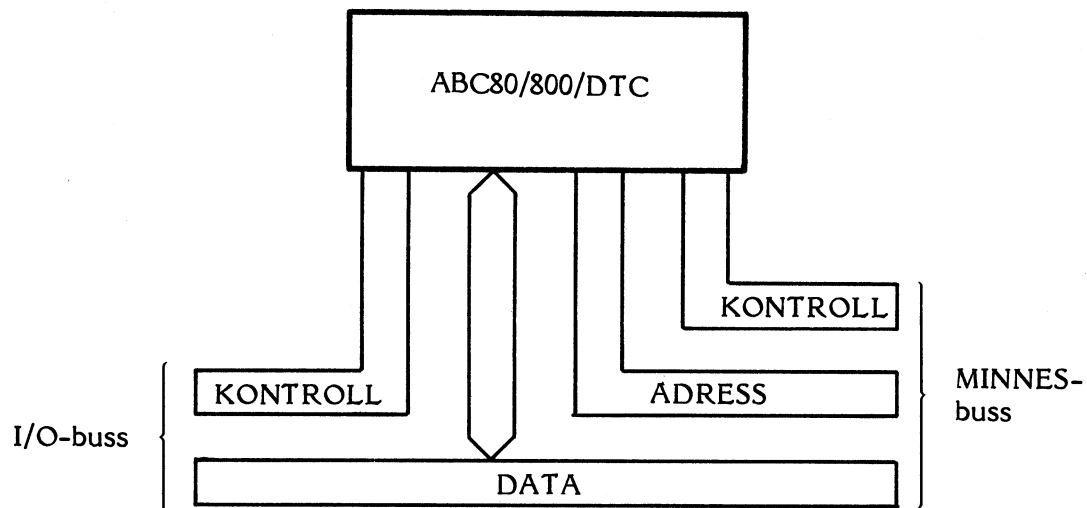 ABC80/800/DTC
KONTROLL
KONTROLL
ADRESS
MINNES-
buss
I/O-buss
DATA